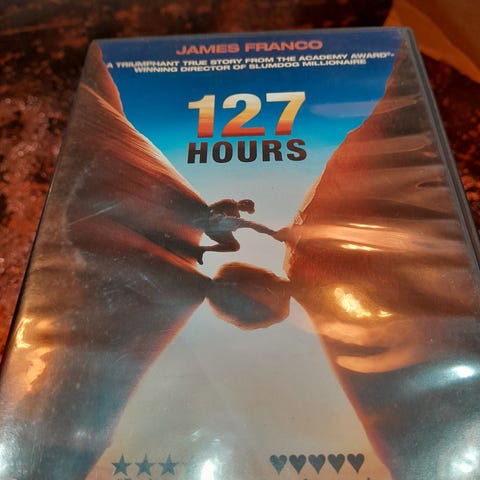 JAMES FRANCO
A TRIUMPHANT TRUE STORY FROM THE ACADEMY AWARD®-
WINNING DIRECTOR OF SLUMDOG MILLIONAIRE
127
HOURS